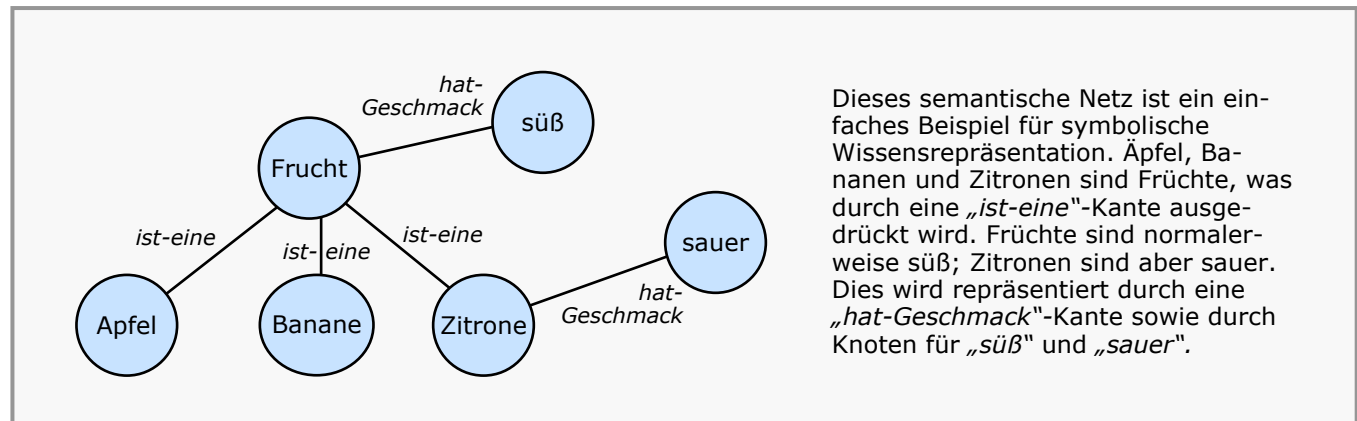 hat-
Geschmack
süß
Frucht
ist-eine
ist-eine
ist-eine
sauer
hat-
Geschmack
Apfel
Banane
Zitrone
Dieses semantische Netz ist ein ein-
faches Beispiel für symbolische
Wissensrepräsentation. Äpfel, Ba-
nanen und Zitronen sind Früchte, was
durch eine „ist-eine“-Kante ausge-
drückt wird. Früchte sind normaler-
weise süß; Zitronen sind aber sauer.
Dies wird repräsentiert durch eine
„hat-Geschmack“-Kante sowie durch
Knoten für „süß“ und „sauer“.